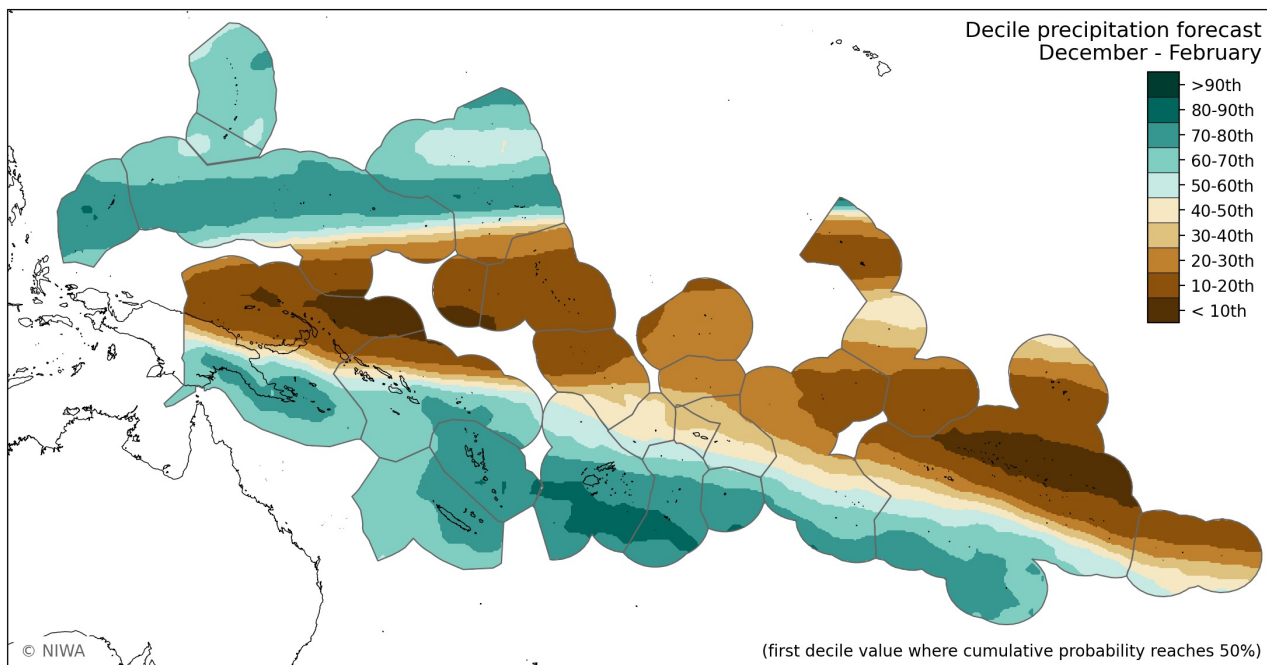 Decile precipitation forecast
December - February
>90th
80-90th
70-80th
60-70th
50-60th
40-50th
30-40th
20-30th
10-20th
< 10th
© NIWA
(first decile value where cumulative probability reaches 50%)